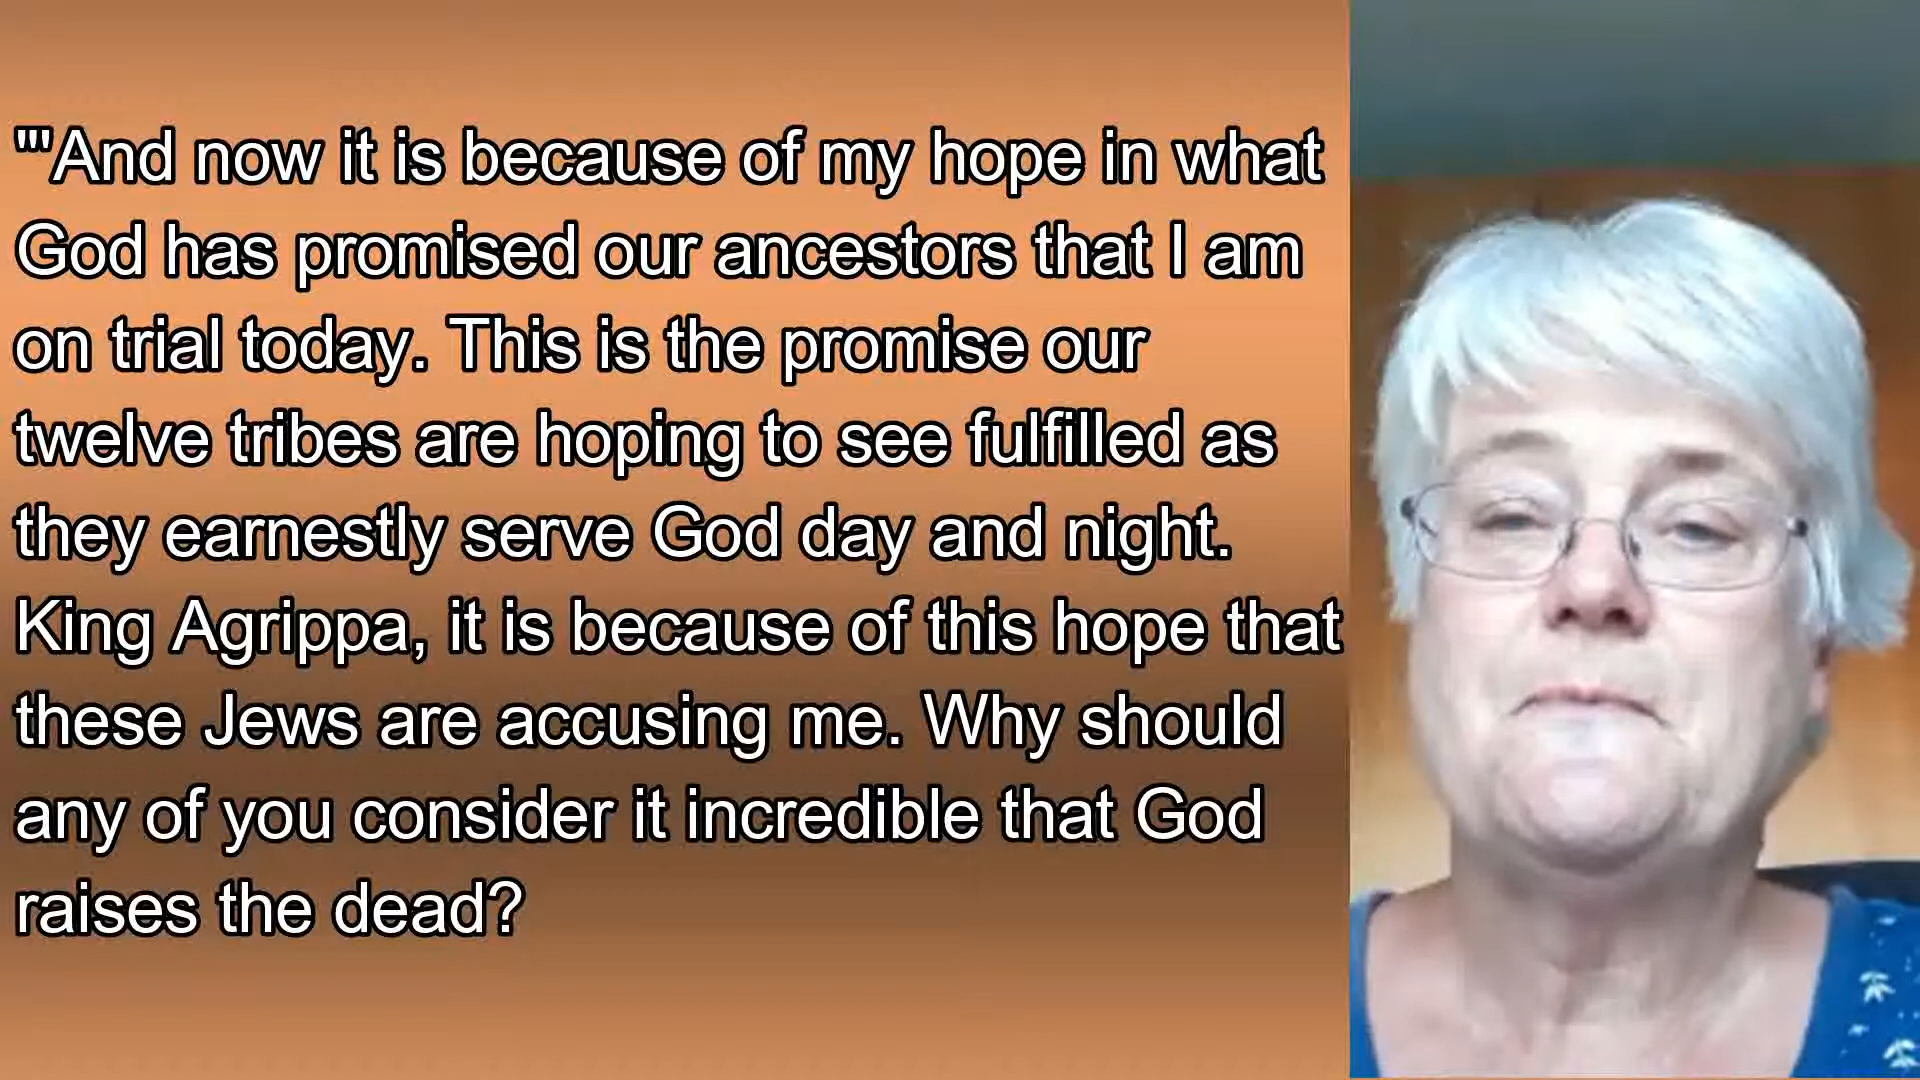 "'And now it is because of my hope in what
God has promised our ancestors that I am
on trial today. This is the promise our
twelve tribes are hoping to see fulfilled as
they earnestly serve God day and night.
King Agrippa, it is because of this hope that
these Jews are accusing me. Why should
any of you consider it incredible that God
raises the dead?